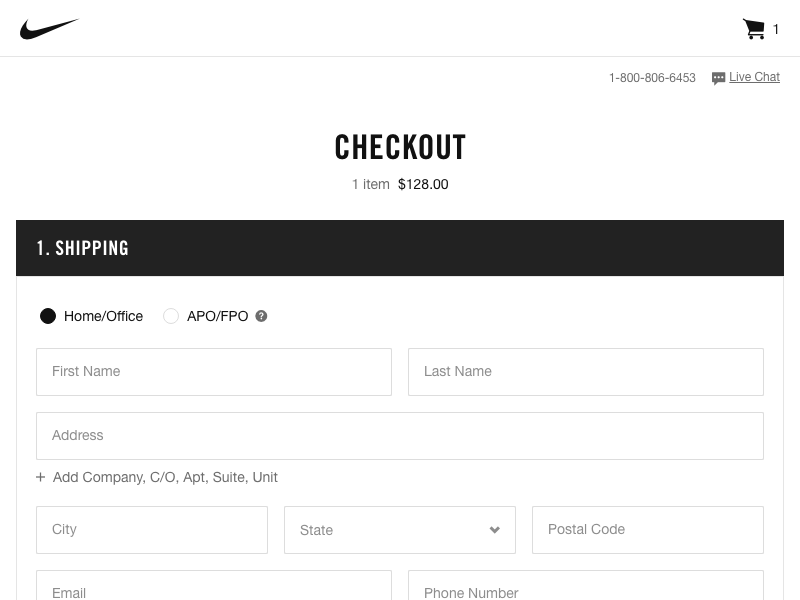 1
1-800-806-6453 Live Chat
CHECKOUT
1 item $128.00
1. SHIPPING
Home/Office APO/FPO ?
First Name Last Name
Address
+ Add Company, C/O, Apt, Suite, Unit
City State Postal Code
Email Phone Number